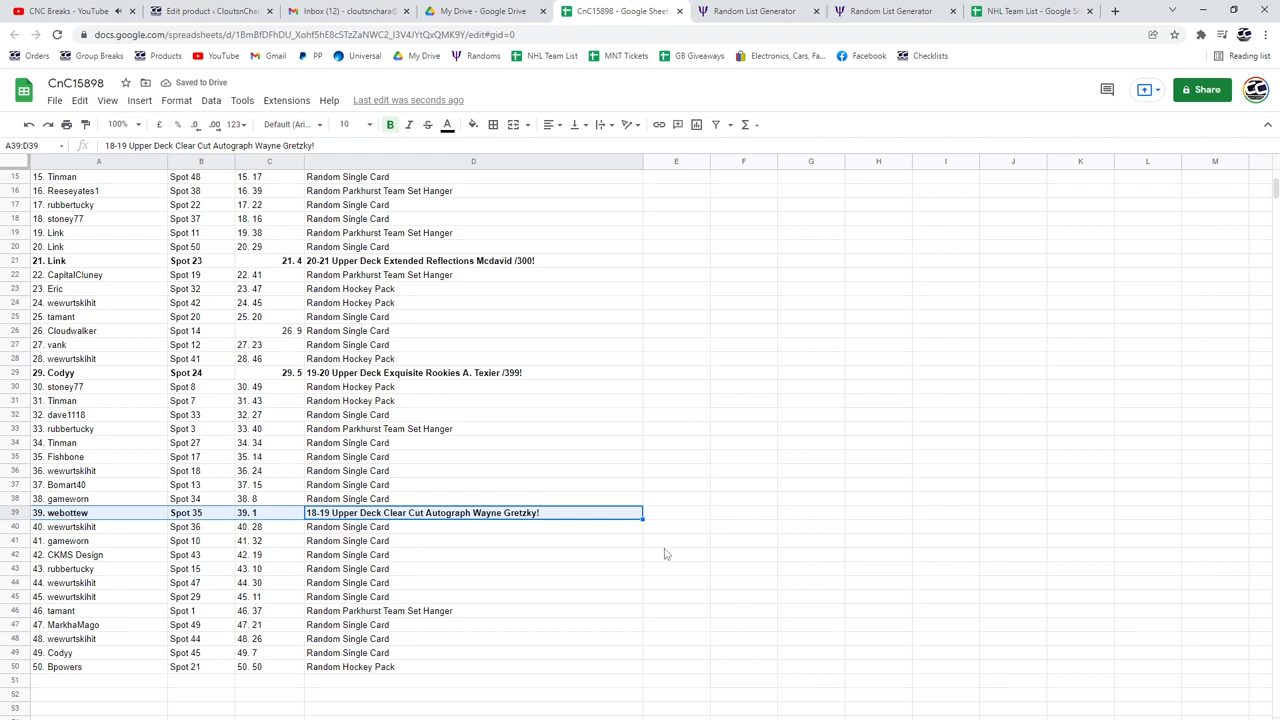 CNC Breaks - YouTube
Edit product ‹ CloutsnChara
Inbox (12) - cloutsnchara@
My Drive - Google Drive
CnC15898 - Google Sheets
Random List Generator
Random List Generator
NHL Team List - Google Sh
docs.google.com/spreadsheets/d/1BmBfDFhDU_Xohf5hE8cSTzZaNWC2_I3V4JYtQxQMK9Y/edit#gid=0
Orders Group Breaks Products YouTube Gmail PP Universal My Drive Randoms NHL Team List MNT Tickets GB Giveaways Electronics, Cars, Fa... Facebook Checklists Reading list
CnC15898 Saved to Drive
Share
File Edit View Insert Format Data Tools Extensions Help Last edit was seconds ago
100% £ % .0 .00 123 Default (Ari... 10 B I S A
A39:D39 fx 18-19 Upper Deck Clear Cut Autograph Wayne Gretzky!
A B C D E F G H I J K L M
15 15. Tinman Spot 48 15. 17 Random Single Card
16 16. Reeseyates1 Spot 38 16. 39 Random Parkhurst Team Set Hanger
17 17. rubbertucky Spot 22 17. 22 Random Single Card
18 18. stoney77 Spot 37 18. 16 Random Single Card
19 19. Link Spot 11 19. 38 Random Parkhurst Team Set Hanger
20 20. Link Spot 50 20. 29 Random Single Card
21 21. Link Spot 23 21. 4 20-21 Upper Deck Extended Reflections Mcdavid /300!
22 22. CapitalCluney Spot 19 22. 41 Random Parkhurst Team Set Hanger
23 23. Eric Spot 32 23. 47 Random Hockey Pack
24 24. wewurtskihit Spot 42 24. 45 Random Hockey Pack
25 25. tamant Spot 20 25. 20 Random Single Card
26 26. Cloudwalker Spot 14 26. 9 Random Single Card
27 27. vank Spot 12 27. 23 Random Single Card
28 28. wewurtskihit Spot 41 28. 46 Random Hockey Pack
29 29. Codyy Spot 24 29. 5 19-20 Upper Deck Exquisite Rookies A. Texier /399!
30 30. stoney77 Spot 8 30. 49 Random Hockey Pack
31 31. Tinman Spot 7 31. 43 Random Hockey Pack
32 32. dave1118 Spot 33 32. 27 Random Single Card
33 33. rubbertucky Spot 3 33. 40 Random Parkhurst Team Set Hanger
34 34. Tinman Spot 27 34. 34 Random Single Card
35 35. Fishbone Spot 17 35. 14 Random Single Card
36 36. wewurtskihit Spot 18 36. 24 Random Single Card
37 37. Bomart40 Spot 13 37. 15 Random Single Card
38 38. gameworn Spot 34 38. 8 Random Single Card
39 39. webottew Spot 35 39. 1 18-19 Upper Deck Clear Cut Autograph Wayne Gretzky!
40 40. wewurtskihit Spot 36 40. 28 Random Single Card
41 41. gameworn Spot 10 41. 32 Random Single Card
42 42. CKMS Design Spot 43 42. 19 Random Single Card
43 43. rubbertucky Spot 15 43. 10 Random Single Card
44 44. wewurtskihit Spot 47 44. 30 Random Single Card
45 45. wewurtskihit Spot 29 45. 11 Random Single Card
46 46. tamant Spot 1 46. 37 Random Parkhurst Team Set Hanger
47 47. MarkhaMago Spot 49 47. 21 Random Single Card
48 48. wewurtskihit Spot 44 48. 26 Random Single Card
49 49. Codyy Spot 45 49. 7 Random Single Card
50 50. Bpowers Spot 21 50. 50 Random Hockey Pack
51
52
53